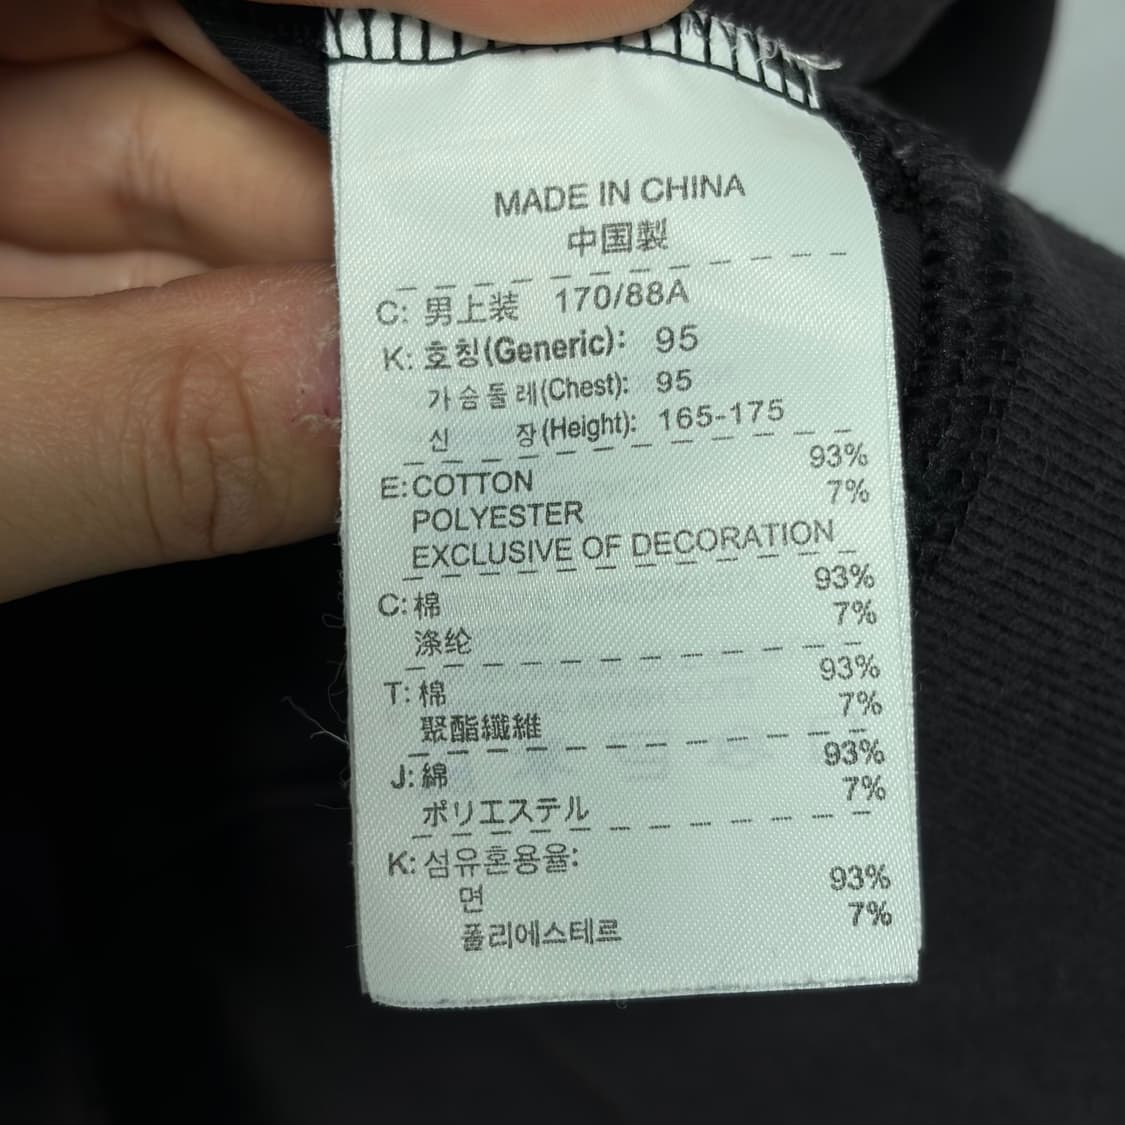 MADE IN CHINA
中国製
C: 男上装 170/88A
K: 호칭(Generic): 95
가슴둘레(Chest): 95
신 장(Height): 165-175
E: COTTON 93%
POLYESTER 7%
EXCLUSIVE OF DECORATION
C: 棉 93%
涤纶 7%
T: 棉 93%
聚酯纖維 7%
J: 綿 93%
ポリエステル 7%
K: 섬유혼용율:
면 93%
폴리에스테르 7%